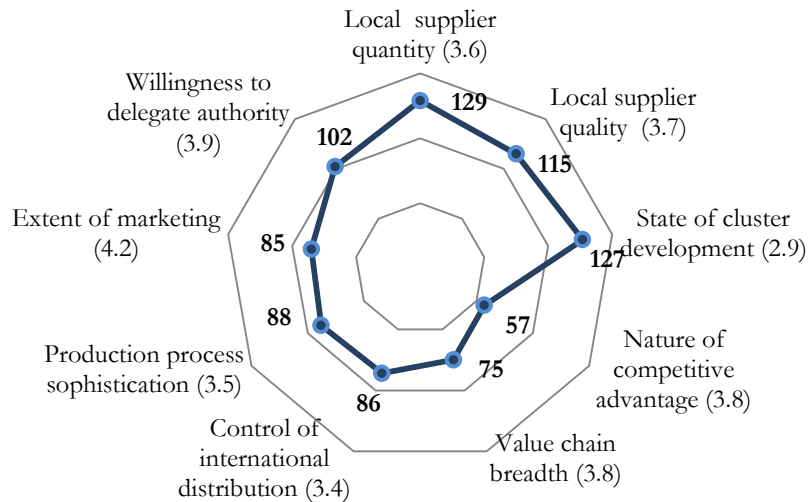 Local supplier
quantity (3.6)
129
Local supplier
quality (3.7)
115
State of cluster
development (2.9)
127
Nature of
competitive
advantage (3.8)
57
Value chain
breadth (3.8)
75
Control of
international
distribution (3.4)
86
Production process
sophistication (3.5)
88
Extent of marketing
(4.2)
85
Willingness to
delegate authority
(3.9)
102